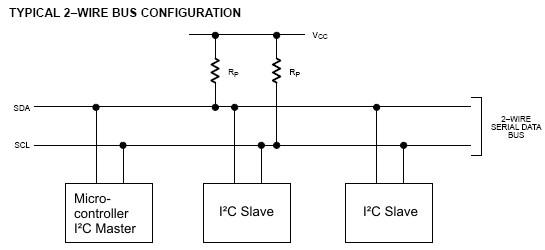 TYPICAL 2–WIRE BUS CONFIGURATION
VCC
RP
RP
SDA
SCL
2–WIRE
SERIAL DATA
BUS
Micro-
controller
I²C Master
I²C Slave
I²C Slave